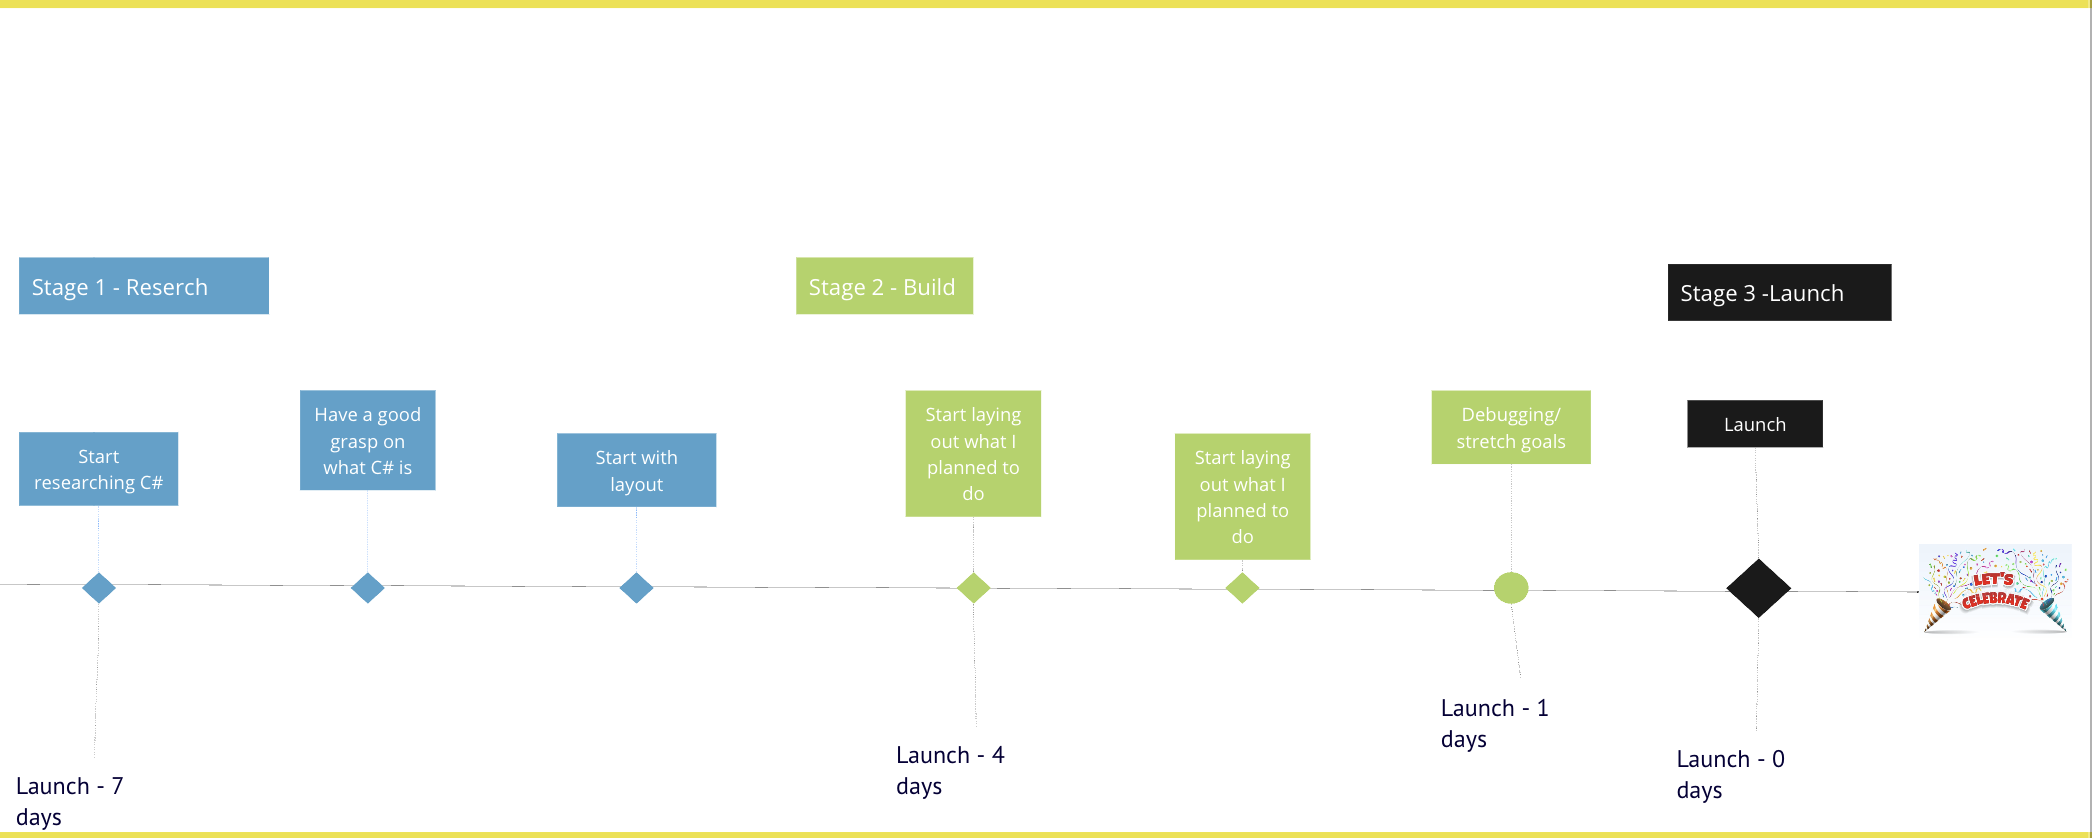 Stage 1 - Reserch
Stage 2 - Build
Stage 3 -Launch
Start
researching C#
Have a good
grasp on
what C# is
Start with
layout
Start laying
out what I
planned to
do
Start laying
out what I
planned to
do
Debugging/
stretch goals
Launch
LET'S
CELEBRATE
Launch - 7
days
Launch - 4
days
Launch - 1
days
Launch - 0
days